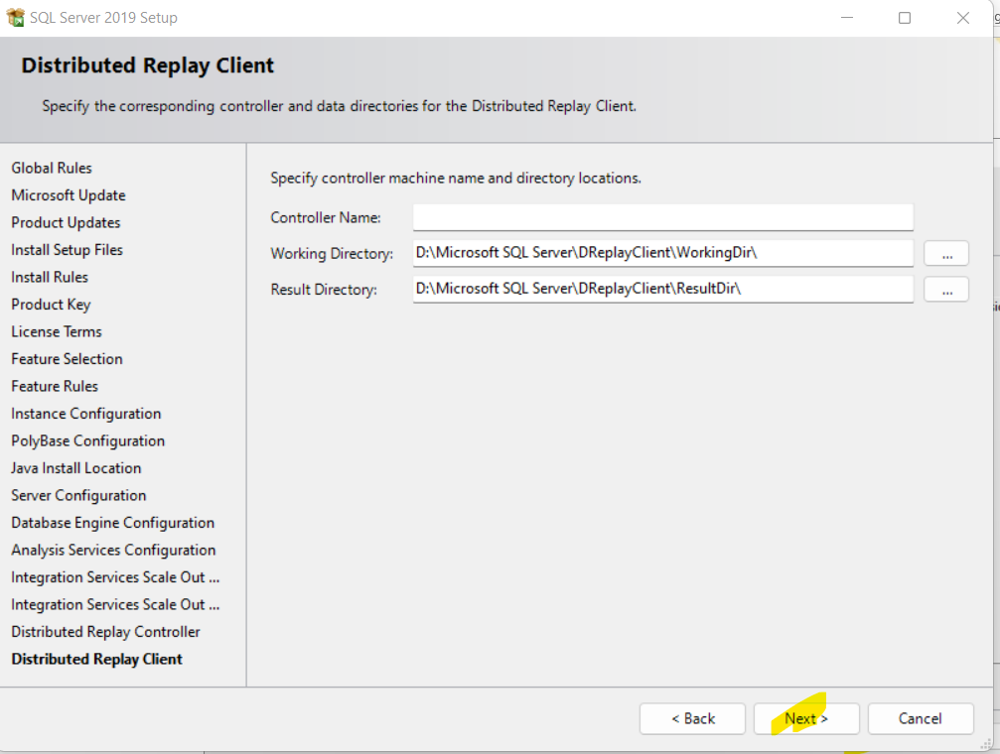 SQL Server 2019 Setup
Distributed Replay Client
Specify the corresponding controller and data directories for the Distributed Replay Client.
Global Rules
Microsoft Update
Product Updates
Install Setup Files
Install Rules
Product Key
License Terms
Feature Selection
Feature Rules
Instance Configuration
PolyBase Configuration
Java Install Location
Server Configuration
Database Engine Configuration
Analysis Services Configuration
Integration Services Scale Out ...
Integration Services Scale Out ...
Distributed Replay Controller
Distributed Replay Client
Specify controller machine name and directory locations.
Controller Name:
Working Directory: D:\Microsoft SQL Server\DReplayClient\WorkingDir\ ...
Result Directory: D:\Microsoft SQL Server\DReplayClient\ResultDir\ ...
< Back Next > Cancel